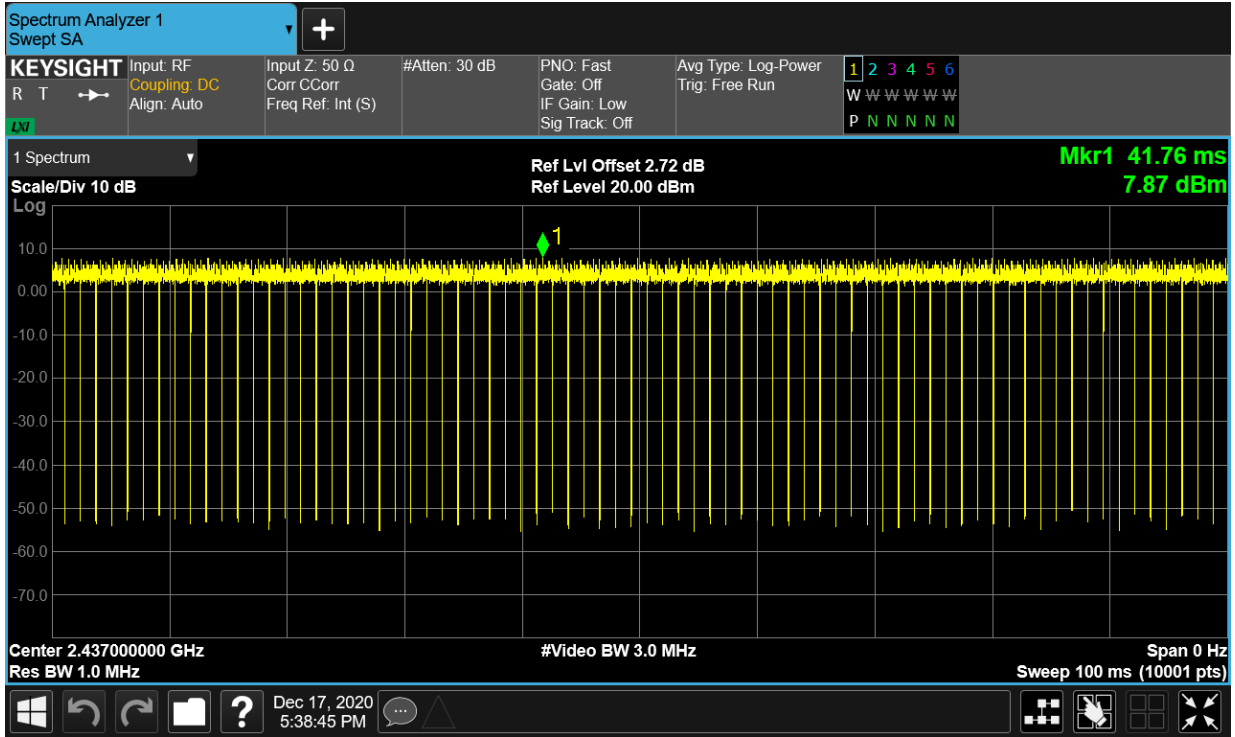 Spectrum Analyzer 1
Swept SA
▼
+
KEYSIGHT
R T
LXI
Input: RF
Coupling: DC
Align: Auto
Input Z: 50 Ω
Corr CCorr
Freq Ref: Int (S)
#Atten: 30 dB
PNO: Fast
Gate: Off
IF Gain: Low
Sig Track: Off
Avg Type: Log-Power
Trig: Free Run
1 2 3 4 5 6
W W W W W W
P N N N N N
1 Spectrum ▼
Scale/Div 10 dB
Log
Ref Lvl Offset 2.72 dB
Ref Level 20.00 dBm
Mkr1 41.76 ms
7.87 dBm
1
10.0
0.00
-10.0
-20.0
-30.0
-40.0
-50.0
-60.0
-70.0
Center 2.437000000 GHz
Res BW 1.0 MHz
#Video BW 3.0 MHz
Span 0 Hz
Sweep 100 ms (10001 pts)
?
Dec 17, 2020
5:38:45 PM